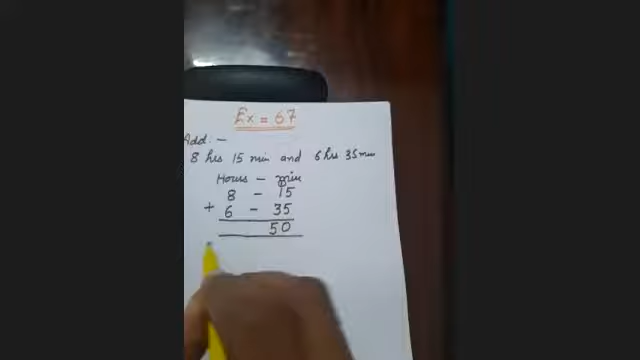 Ex = 67
Add: -
8 hrs 15 min and 6 hrs 35 min
Hours - min
8 - 15
+ 6 - 35
50